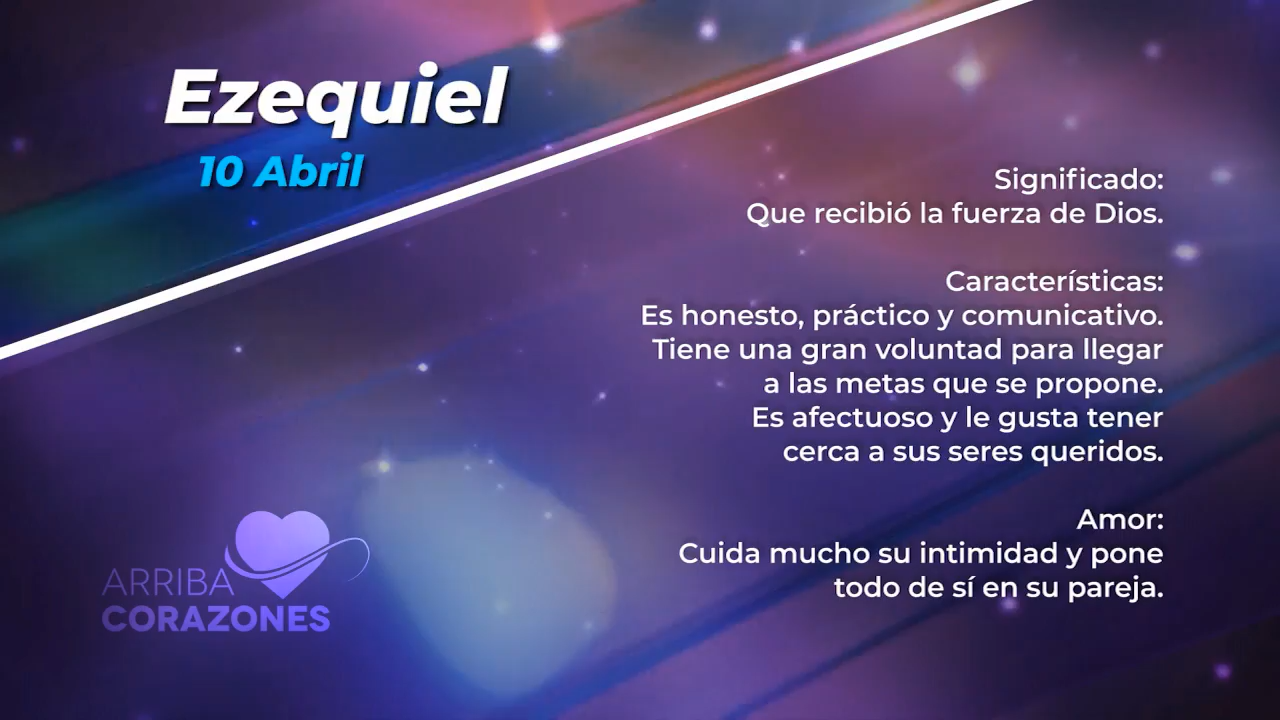 Ezequiel
10 Abril
Significado:
Que recibió la fuerza de Dios.
Características:
Es honesto, práctico y comunicativo.
Tiene una gran voluntad para llegar
a las metas que se propone.
Es afectuoso y le gusta tener
cerca a sus seres queridos.
Amor:
Cuida mucho su intimidad y pone
todo de sí en su pareja.
ARRIBA
CORAZONES